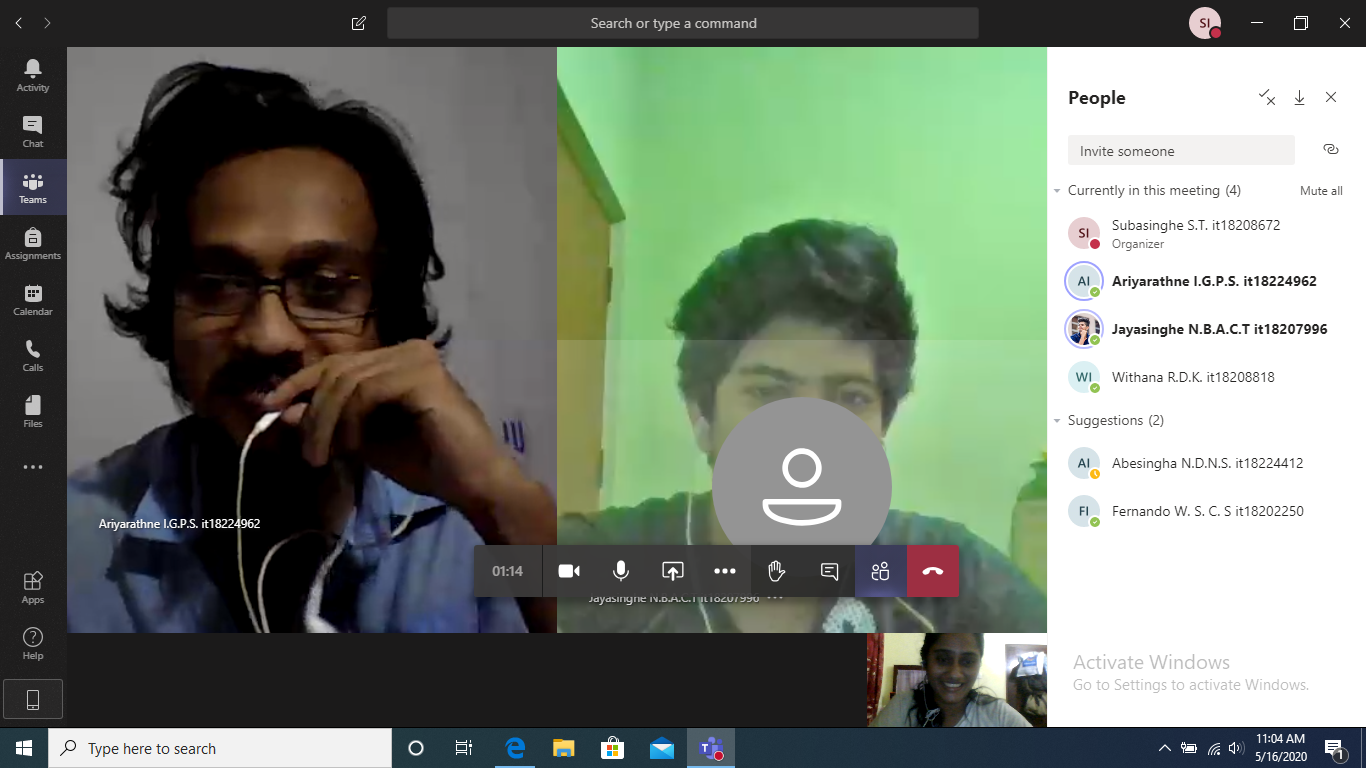 Search or type a command
SI
Activity
Chat
Teams
Assignments
Calendar
Calls
Files
Apps
Help
Ariyarathne I.G.P.S. it18224962
01:14
Jayasinghe N.B.A.C.T it18207996
People
Invite someone
Currently in this meeting (4)
Mute all
SI
Subasinghe S.T. it18208672
Organizer
AI
Ariyarathne I.G.P.S. it18224962
Jayasinghe N.B.A.C.T it18207996
WI
Withana R.D.K. it18208818
Suggestions (2)
AI
Abesingha N.D.N.S. it18224412
FI
Fernando W. S. C. S it18202250
Activate Windows
Go to Settings to activate Windows.
Type here to search
11:04 AM
5/16/2020
1